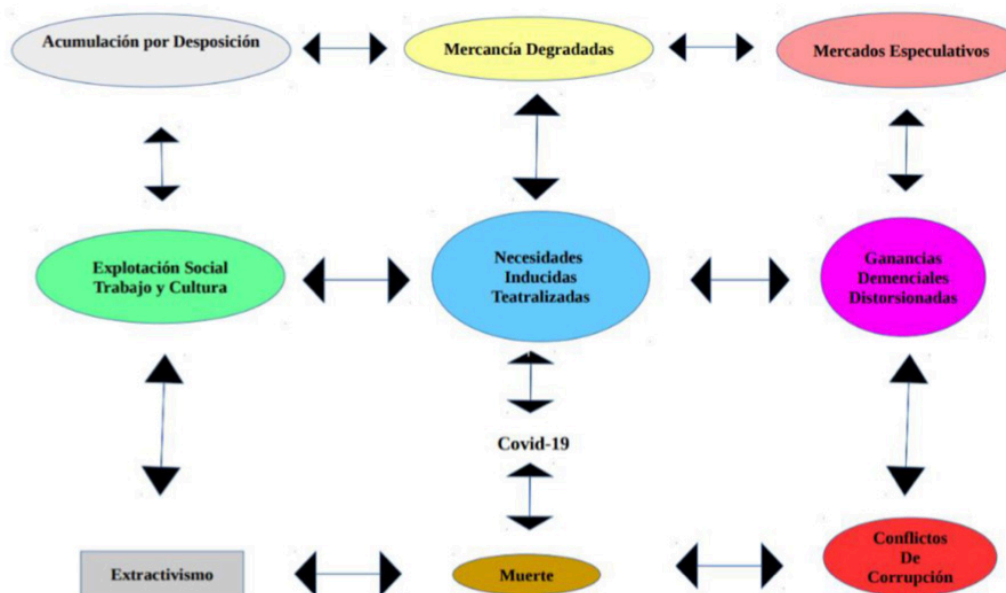 Acumulación por Desposición
Mercancía Degradadas
Mercados Especulativos
Explotación Social
Trabajo y Cultura
Necesidades
Inducidas
Teatralizadas
Ganancias
Demenciales
Distorsionadas
Covid-19
Extractivismo
Muerte
Conflictos
De
Corrupción